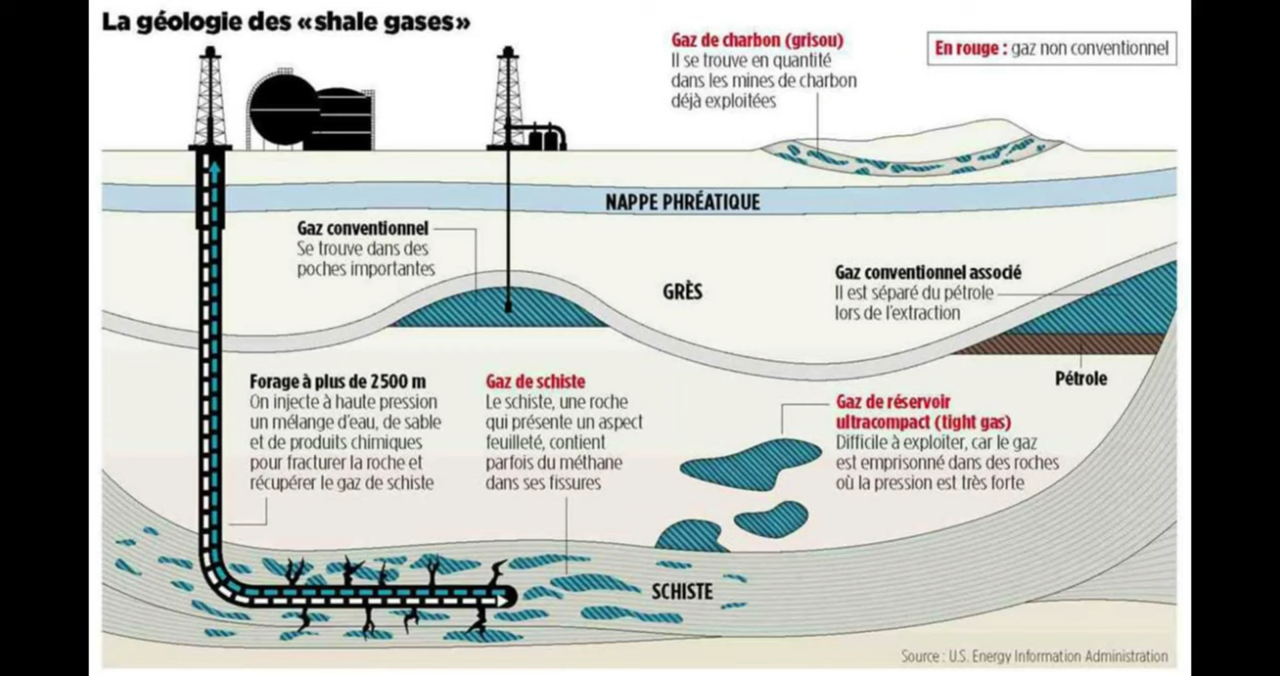 La géologie des «shale gases»
Gaz de charbon (grisou)
Il se trouve en quantité
dans les mines de charbon
déjà exploitées
En rouge : gaz non conventionnel
NAPPE PHRÉATIQUE
Gaz conventionnel
Se trouve dans des
poches importantes
GRÈS
Gaz conventionnel associé
Il est séparé du pétrole
lors de l'extraction
Pétrole
Forage à plus de 2500 m
On injecte à haute pression
un mélange d'eau, de sable
et de produits chimiques
pour fracturer la roche et
récupérer le gaz de schiste
Gaz de schiste
Le schiste, une roche
qui présente un aspect
feuilleté, contient
parfois du méthane
dans ses fissures
Gaz de réservoir
ultracompact (tight gas)
Difficile à exploiter, car le gaz
est emprisonné dans des roches
où la pression est très forte
SCHISTE
Source : U.S. Energy Information Administration